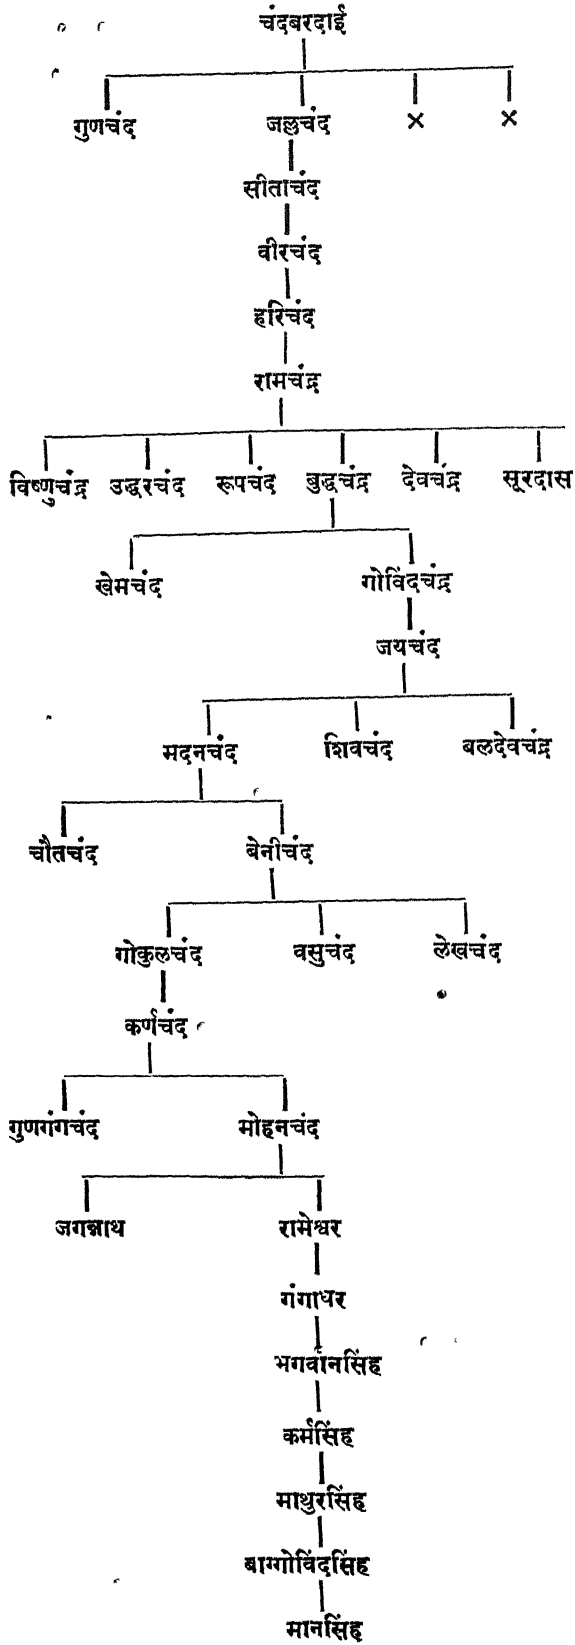 चंदबरदाई
गुणचंद जल्लचंद × ×
सीताचंद
वीरचंद
हरिचंद
रामचंद्र
विष्णुचंद्र उद्धरचंद रूपचंद बुद्धचंद्र देवचंद्र सूरदास
खेमचंद गोविंदचंद्र
जयचंद
मदनचंद शिवचंद बलदेवचंद्र
चौतचंद बेनीचंद
गोकुलचंद वसुचंद लेखचंद
कर्णचंद
गुणगंगचंद मोहनचंद
जगन्नाथ रामेश्वर
गंगाधर
भगवानसिंह
कर्मसिंह
माथुरसिंह
बाग्गोविंदसिंह
मानसिंह